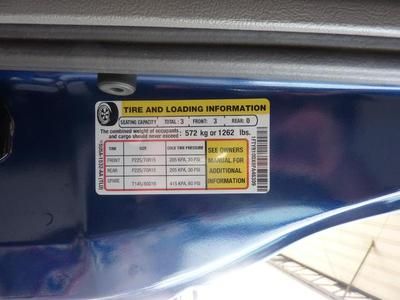 TIRE AND LOADING INFORMATION
SEATING CAPACITY TOTAL : 3 FRONT : 3 REAR : 0
The combined weight of occupants
and cargo should never exceed : 572 kg or 1262 lbs.
TIRE SIZE COLD TIRE PRESSURE
FRONT P225/70R15 205 KPA, 30 PSI
REAR P225/70R15 205 KPA, 30 PSI
SPARE 415 KPA, 60 PSI
SEE OWNERS
MANUAL FOR
ADDITIONAL
INFORMATION